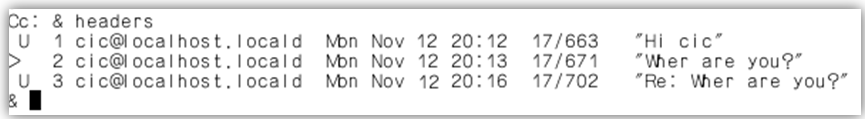 Cc: & headers
U 1 cic@localhost.locald Mon Nov 12 20:12 17/663 "Hi cic"
> 2 cic@localhost.locald Mon Nov 12 20:13 17/671 "Wher are you?"
U 3 cic@localhost.locald Mon Nov 12 20:16 17/702 "Re: Wher are you?"
&